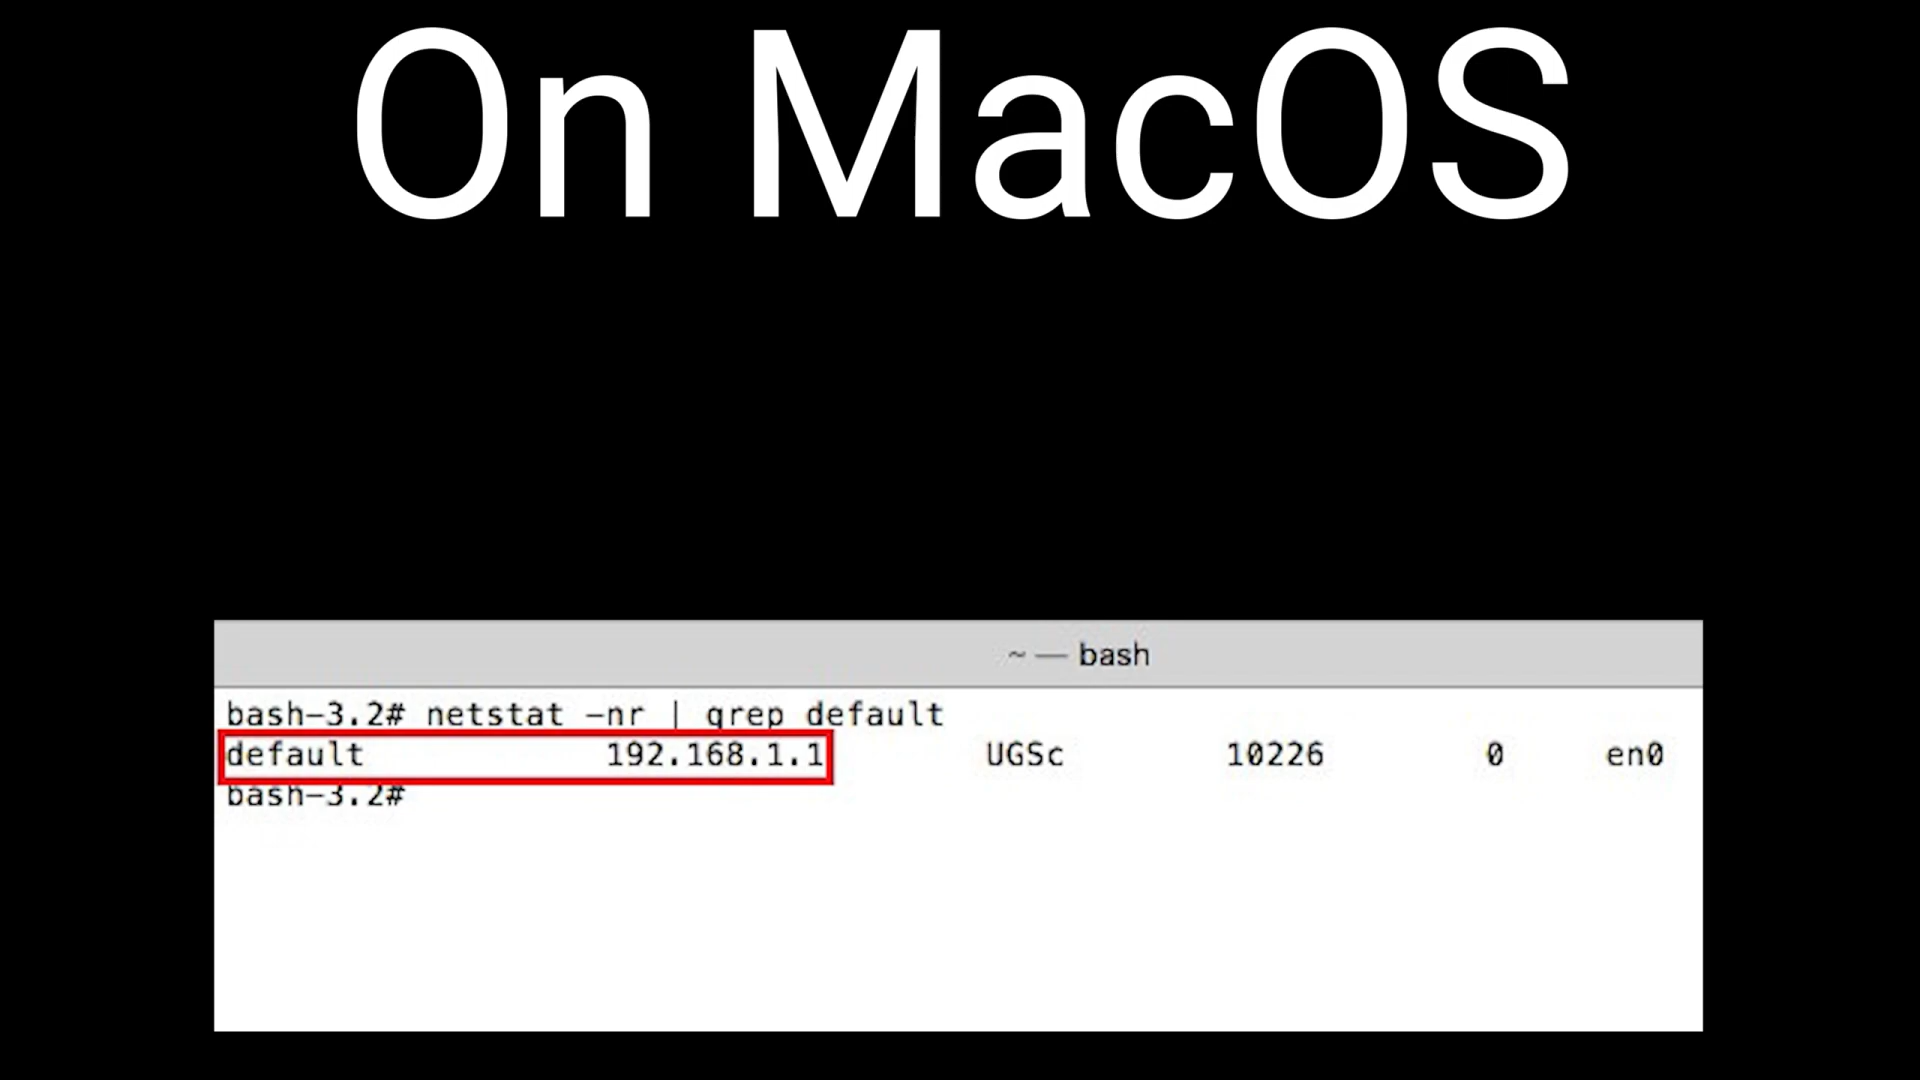 On MacOS
~ — bash
bash-3.2# netstat -nr | grep default
default 192.168.1.1 UGSc 10226 0 en0
bash-3.2#